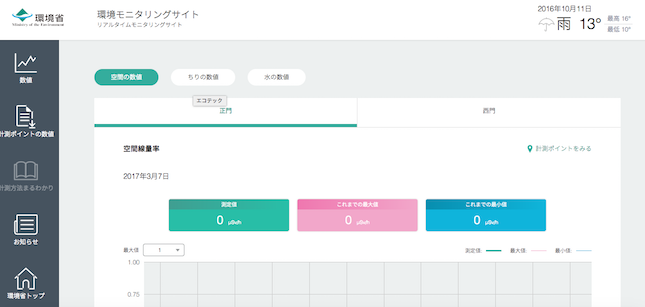 環境省
Ministry of the Environment
環境モニタリングサイト
リアルタイムモニタリングサイト
2016年10月11日
雨 13° 最高 16°
最低 10°
数値
計測ポイントの数値
計測方法まるわかり
お知らせ
環境省トップ
空間の数値 ちりの数値 水の数値
エコテック
正門 西門
空間線量率 計測ポイントをみる
2017年3月7日
測定値 これまでの最大値 これまでの最小値
0 μSv/h 0 μSv/h 0 μSv/h
最大値 1 測定値: 最大値: 最小値:
1.00
0.75